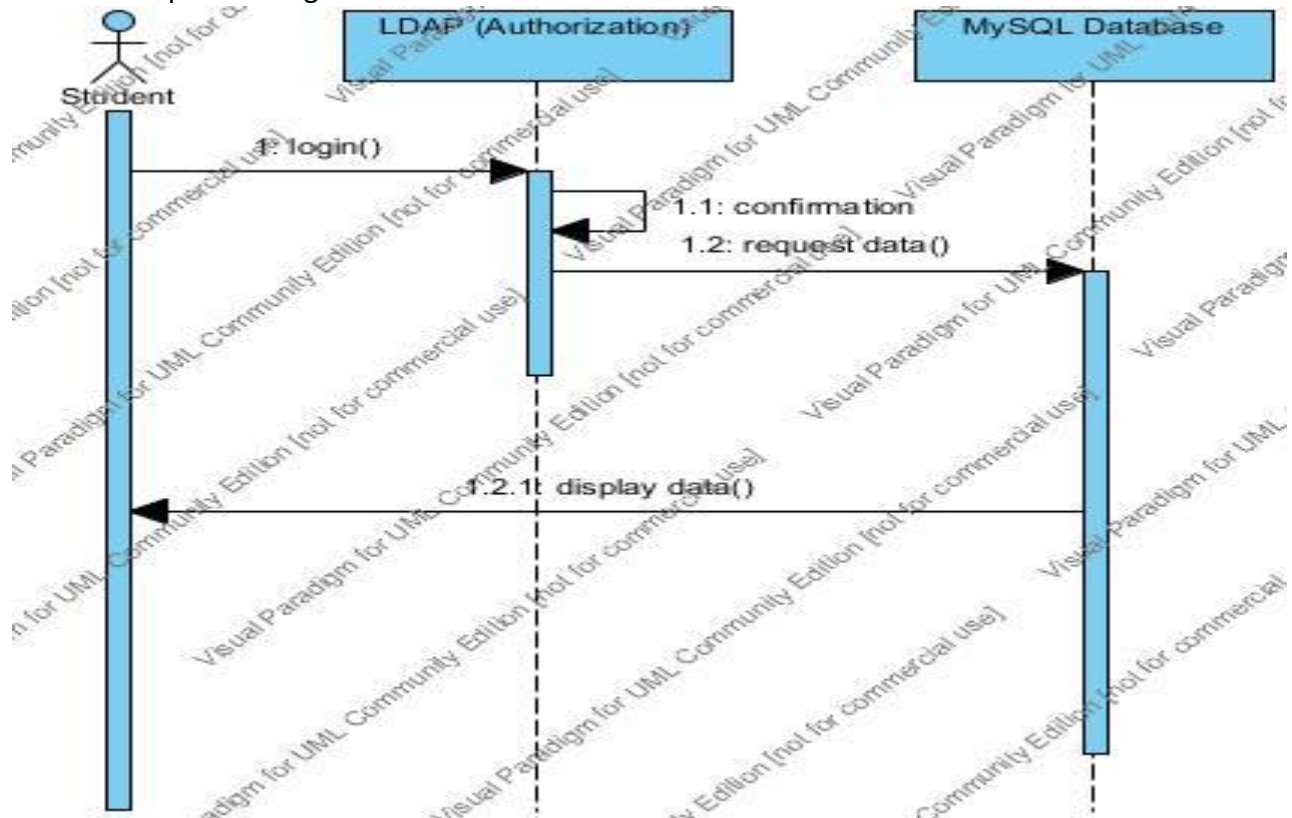 Student
LDAP (Authorization)
MySQL Database
1: login()
1.1: confirmation
1.2: request data()
1.2.1: display data()
Visual Paradigm for UML Community Edition [not for commercial use]